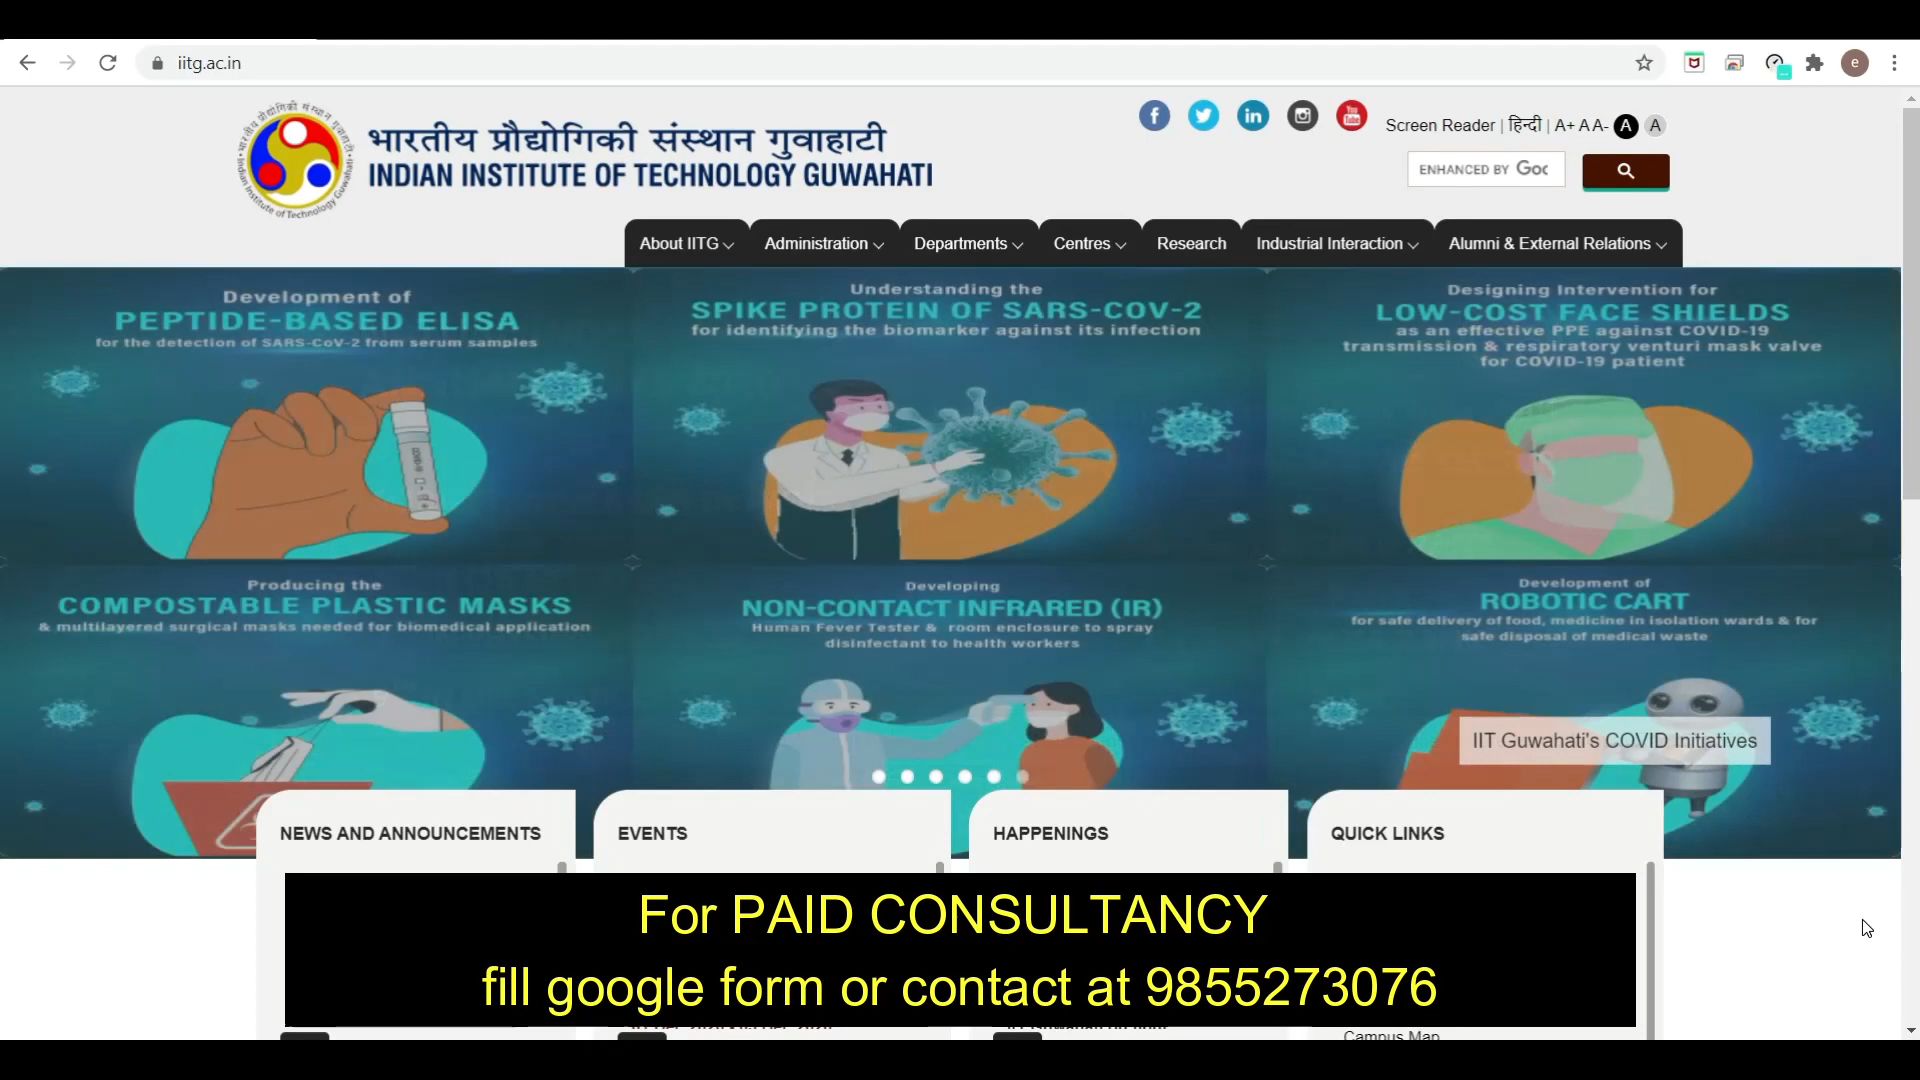 iitg.ac.in
e
भारतीय प्रौद्योगिकी संस्थान गुवाहाटी
INDIAN INSTITUTE OF TECHNOLOGY GUWAHATI
Screen Reader | हिन्दी | A+ A A- A A
ENHANCED BY Goo
About IITG
Administration
Departments
Centres
Research
Industrial Interaction
Alumni & External Relations
Development of
PEPTIDE-BASED ELISA
for the detection of SARS-CoV-2 from serum samples
Understanding the
SPIKE PROTEIN OF SARS-COV-2
for identifying the biomarker against its infection
Designing Intervention for
LOW-COST FACE SHIELDS
as an effective PPE against COVID-19
transmission & respiratory venturi mask valve
for COVID-19 patient
Producing the
COMPOSTABLE PLASTIC MASKS
& multilayered surgical masks needed for biomedical application
Developing
NON-CONTACT INFRARED (IR)
Human Fever Tester & room enclosure to spray
disinfectant to health workers
Development of
ROBOTIC CART
for safe delivery of food, medicine in isolation wards & for
safe disposal of medical waste
IIT Guwahati's COVID Initiatives
NEWS AND ANNOUNCEMENTS
EVENTS
HAPPENINGS
QUICK LINKS
For PAID CONSULTANCY
fill google form or contact at 9855273076
Campus Map